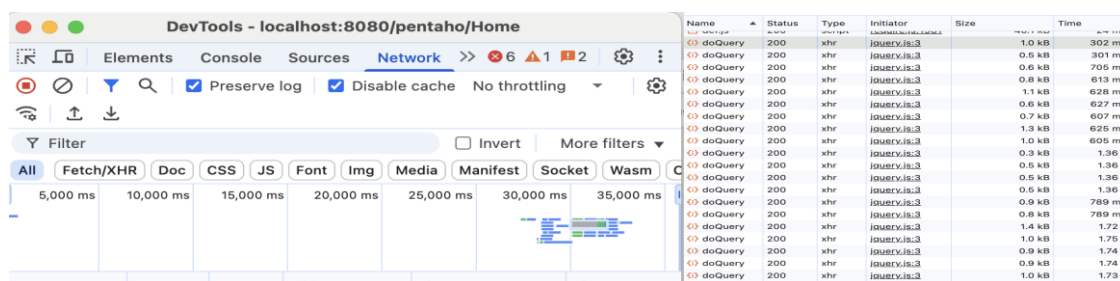 DevTools - localhost:8080/pentaho/Home
Elements Console Sources Network >> 6 1 2
Preserve log Disable cache No throttling
Filter Invert More filters
All Fetch/XHR Doc CSS JS Font Img Media Manifest Socket Wasm
5,000 ms 10,000 ms 15,000 ms 20,000 ms 25,000 ms 30,000 ms 35,000 ms
Name Status Type Initiator Size Time
doQuery 200 xhr jquery.js:3 1.0 kB 302 m
doQuery 200 xhr jquery.js:3 0.5 kB 301 m
doQuery 200 xhr jquery.js:3 0.6 kB 705 m
doQuery 200 xhr jquery.js:3 0.8 kB 613 m
doQuery 200 xhr jquery.js:3 1.1 kB 628 m
doQuery 200 xhr jquery.js:3 0.6 kB 627 m
doQuery 200 xhr jquery.js:3 0.7 kB 607 m
doQuery 200 xhr jquery.js:3 1.3 kB 625 m
doQuery 200 xhr jquery.js:3 1.0 kB 605 m
doQuery 200 xhr jquery.js:3 0.3 kB 1.36
doQuery 200 xhr jquery.js:3 0.5 kB 1.36
doQuery 200 xhr jquery.js:3 0.5 kB 1.36
doQuery 200 xhr jquery.js:3 0.5 kB 1.36
doQuery 200 xhr jquery.js:3 0.9 kB 789 m
doQuery 200 xhr jquery.js:3 0.8 kB 789 m
doQuery 200 xhr jquery.js:3 1.4 kB 1.72
doQuery 200 xhr jquery.js:3 1.0 kB 1.75
doQuery 200 xhr jquery.js:3 0.9 kB 1.74
doQuery 200 xhr jquery.js:3 0.9 kB 1.74
doQuery 200 xhr jquery.js:3 1.0 kB 1.73